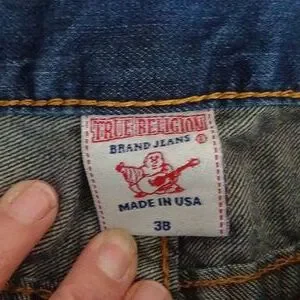 TRUE RELIGION
BRAND JEANS ®
MADE IN USA
38